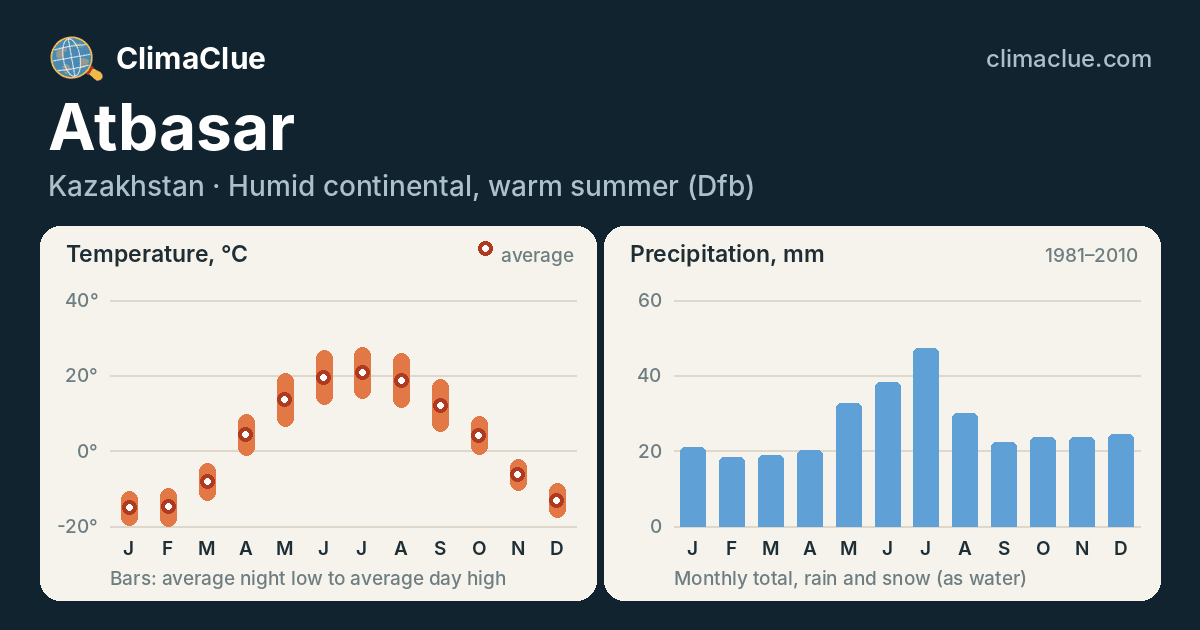 ClimaClue
climaclue.com
Atbasar
Kazakhstan · Humid continental, warm summer (Dfb)
Temperature, °C
average
40°
20°
0°
-20°
J F M A M J J A S O N D
Bars: average night low to average day high
Precipitation, mm
1981–2010
60
40
20
0
J F M A M J J A S O N D
Monthly total, rain and snow (as water)